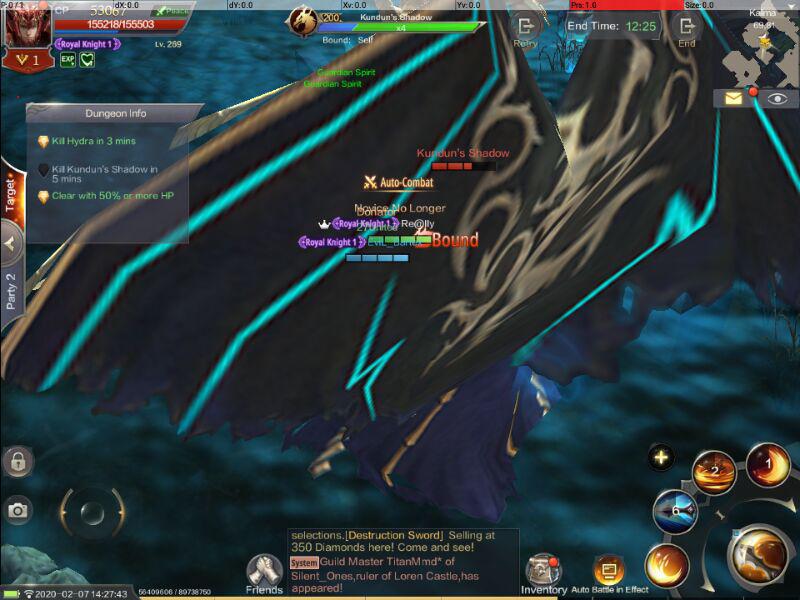 P: 0 / 1 dX: 0.0 dY: 0.0 Xv: 0.0 Yv: 0.0 Prs: 1.0 Size: 0.0
CP 53067
155218/155503
Peace
Royal Knight 1
Lv. 289
V 1
EXP
200
Kundun's Shadow
x4
Bound: Self
Retry
End Time: 12:25
End
Kalima
Guardian Spirit
Guardian Spirit
Dungeon Info
Kill Hydra in 3 mins
Kill Kundun's Shadow in
5 mins
Clear with 50% or more HP
Target
Party 2
Kundun's Shadow
Auto-Combat
Novice No Longer
Donator
Royal Knight 1 Re@lly
Royal Knight 1
Bound
2
1
6
selections.[Destruction Sword] Selling at
350 Diamonds here! Come and see!
System Guild Master TitanMmd* of
Silent_Ones,ruler of Loren Castle,has
appeared!
Friends
Inventory
Auto Battle in Effect
2020-02-07 14:27:43
56409606 / 89738750